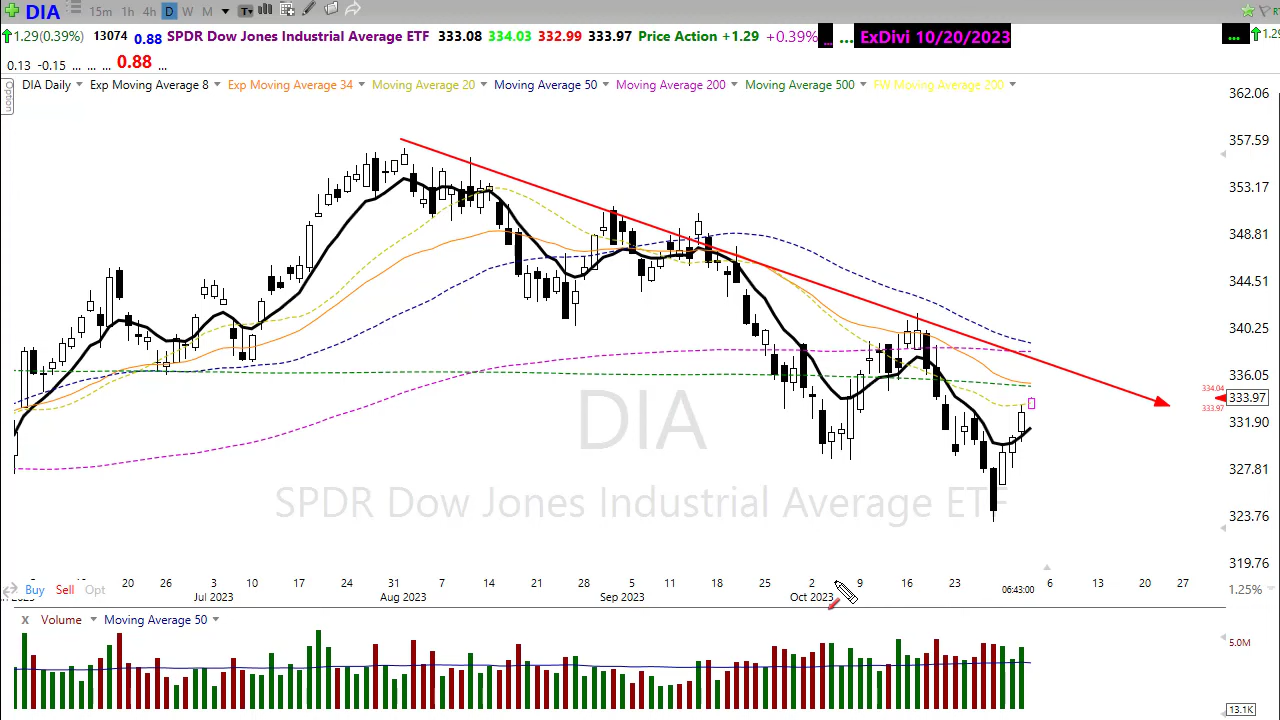 DIA 15m 1h 4h D W M T
1.29(0.39%) 13074 0.88 SPDR Dow Jones Industrial Average ETF 333.08 334.03 332.99 333.97 Price Action +1.29 +0.39% ... ... ExDivi 10/20/2023 ... 1.29
0.13 -0.15 ... ... ... 0.88 ...
Option
DIA Daily Exp Moving Average 8 Exp Moving Average 34 Moving Average 20 Moving Average 50 Moving Average 200 Moving Average 500 FW Moving Average 200
362.06
357.59
353.17
348.81
344.51
340.25
336.05
334.04
333.97
333.97
331.90
327.81
323.76
319.76
DIA
SPDR Dow Jones Industrial Average ETF
20 26 3 10 17 24 31 7 14 21 28 5 11 18 25 2 9 16 23 6 13 20 27
Buy Sell Opt 06:43:00 1.25%
Jul 2023 Aug 2023 Sep 2023 Oct 2023
x Volume Moving Average 50
5.0M
13.1K